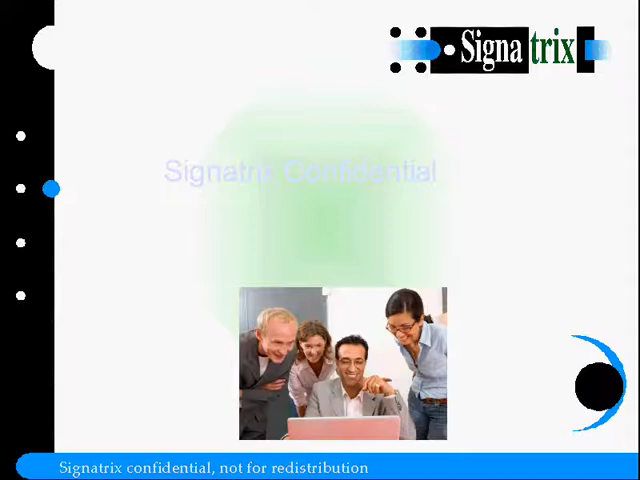 Signatrix
Signatrix Confidential
Signatrix confidential, not for redistribution